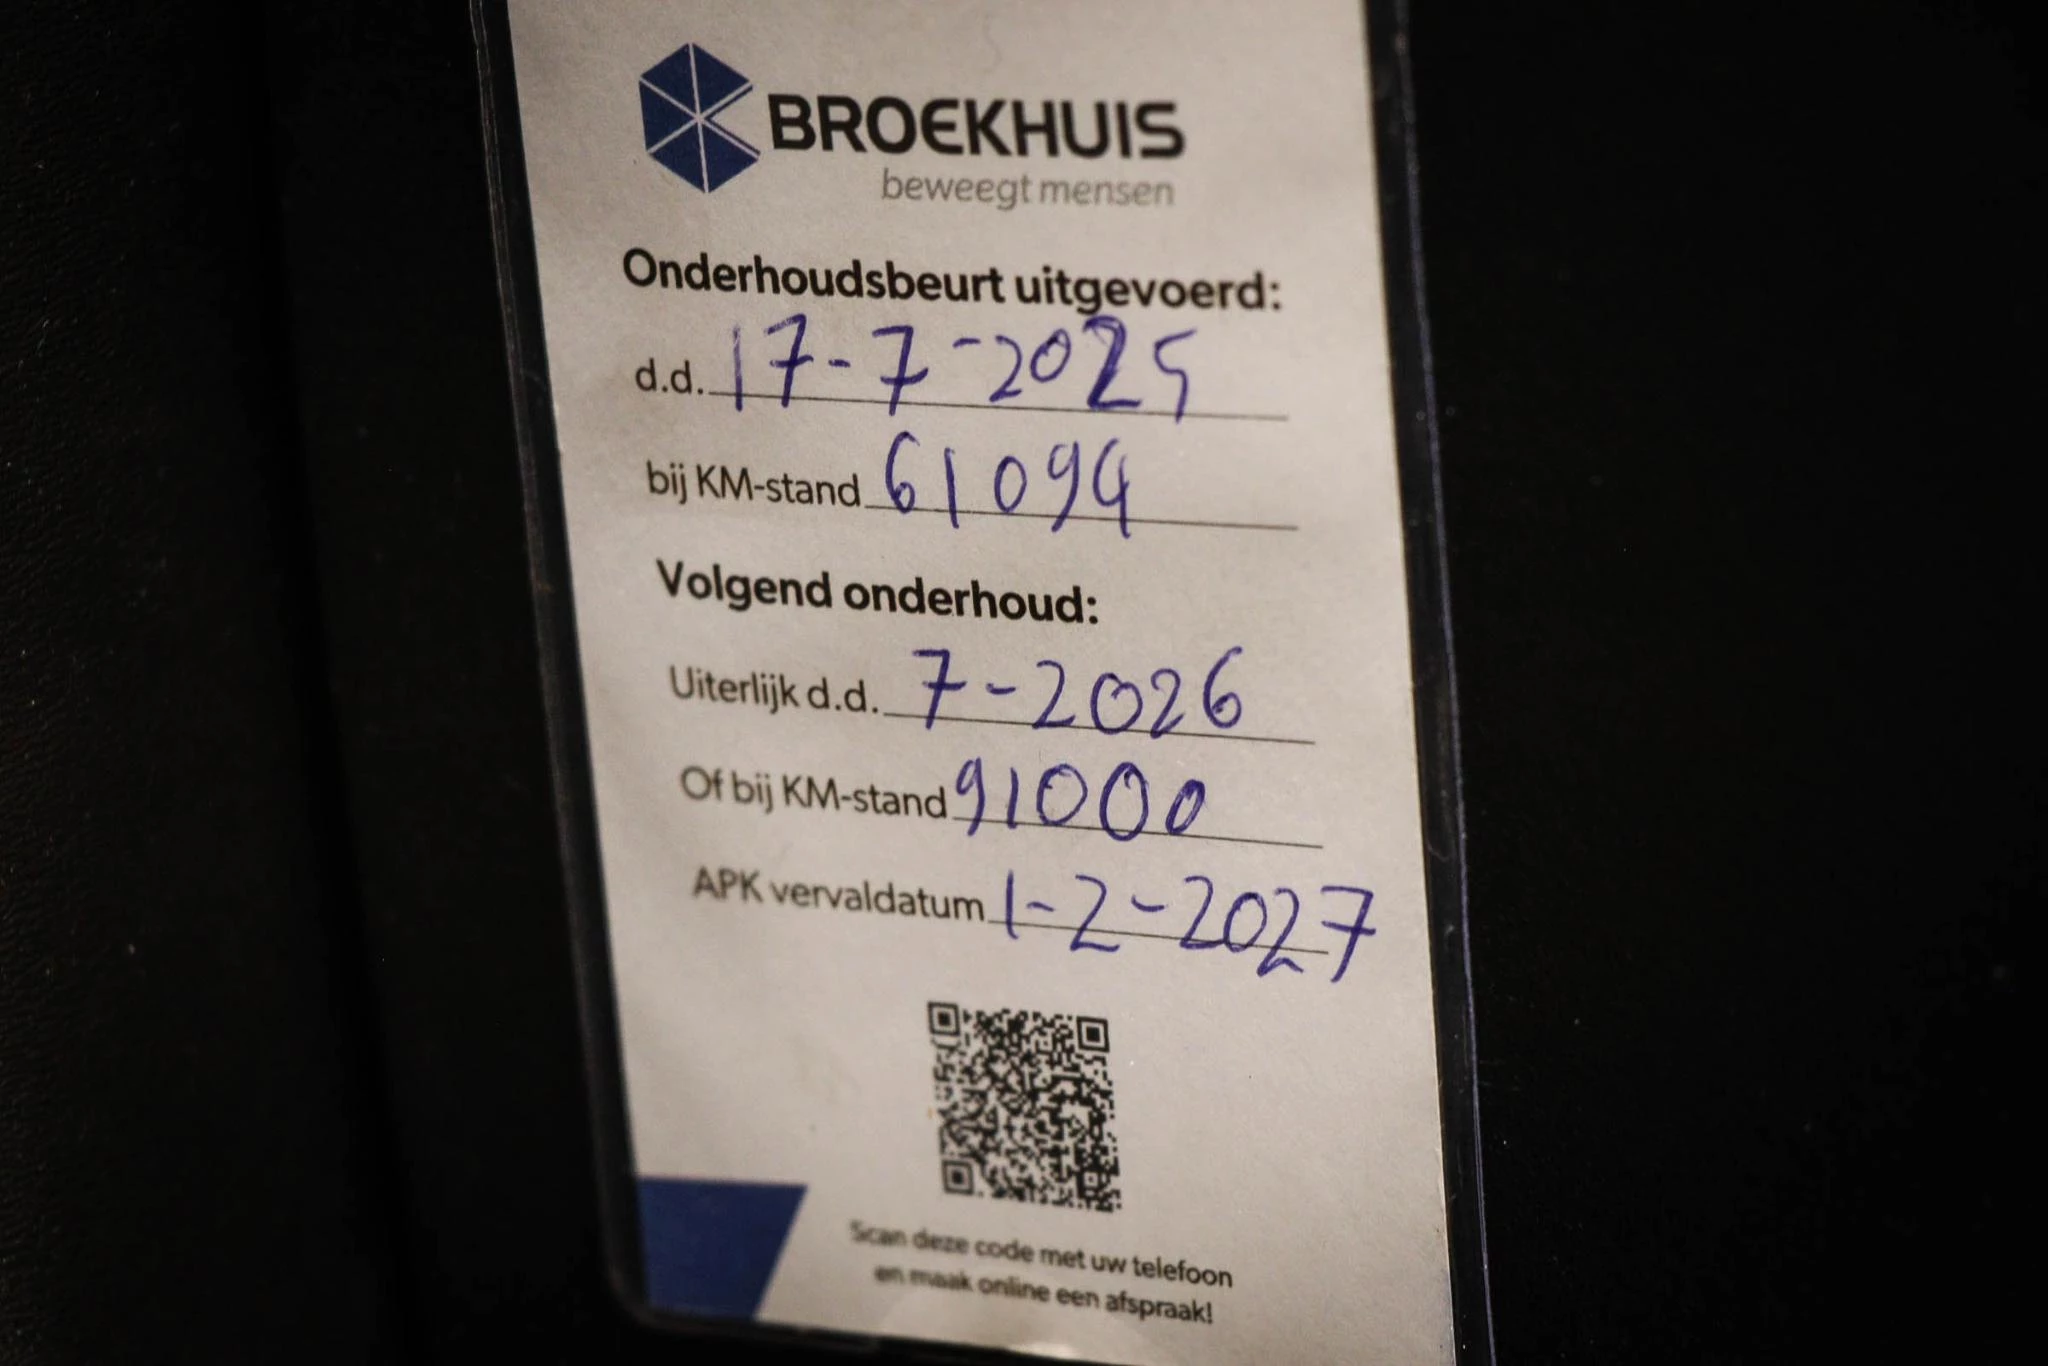 BROEKHUIS
beweegt mensen
Onderhoudsbeurt uitgevoerd:
d.d. 17-7-2025
bij KM-stand 61094
Volgend onderhoud:
Uiterlijk d.d. 7-2026
Of bij KM-stand 91000
APK vervaldatum 1-2-2027
Scan deze code met uw telefoon
en maak online een afspraak!